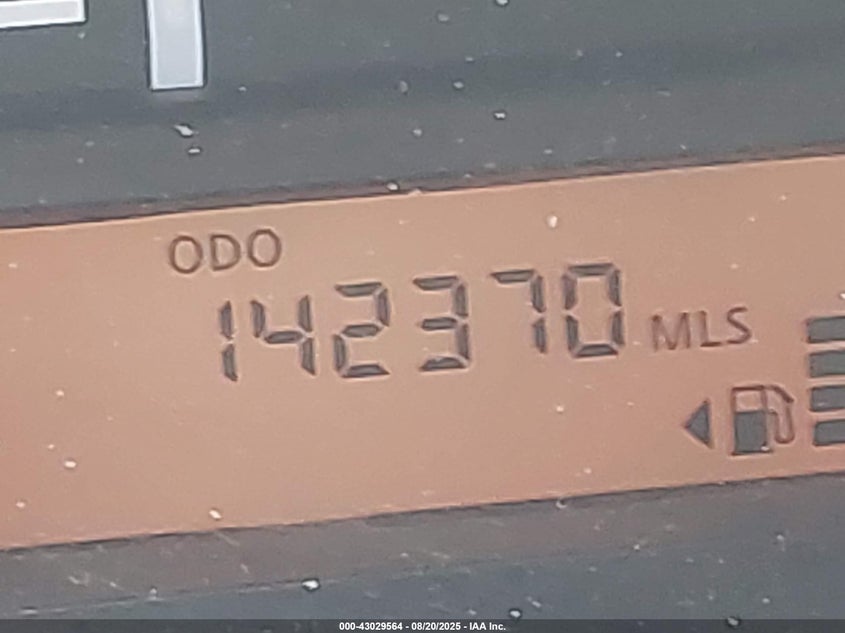 ODO
142370 MLS
000-43029564 - 08/20/2025 - IAA Inc.